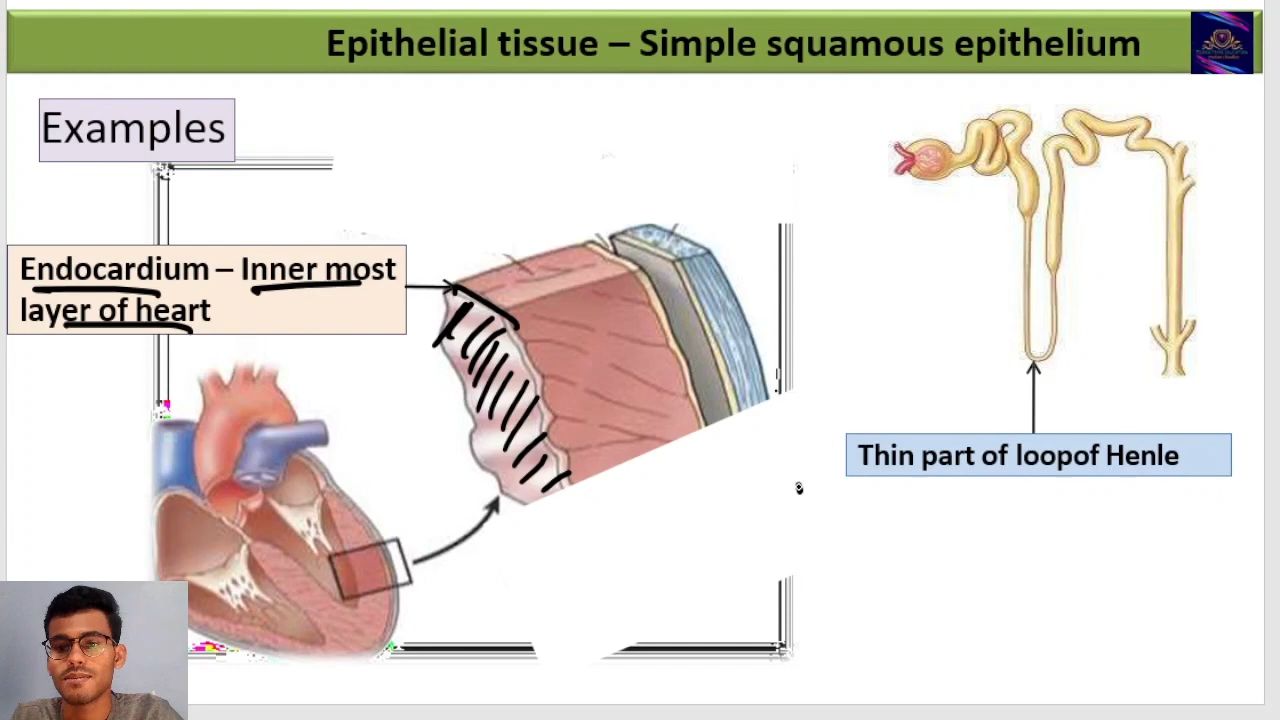 Epithelial tissue – Simple squamous epithelium
Examples
Endocardium – Inner most
layer of heart
Thin part of loopof Henle